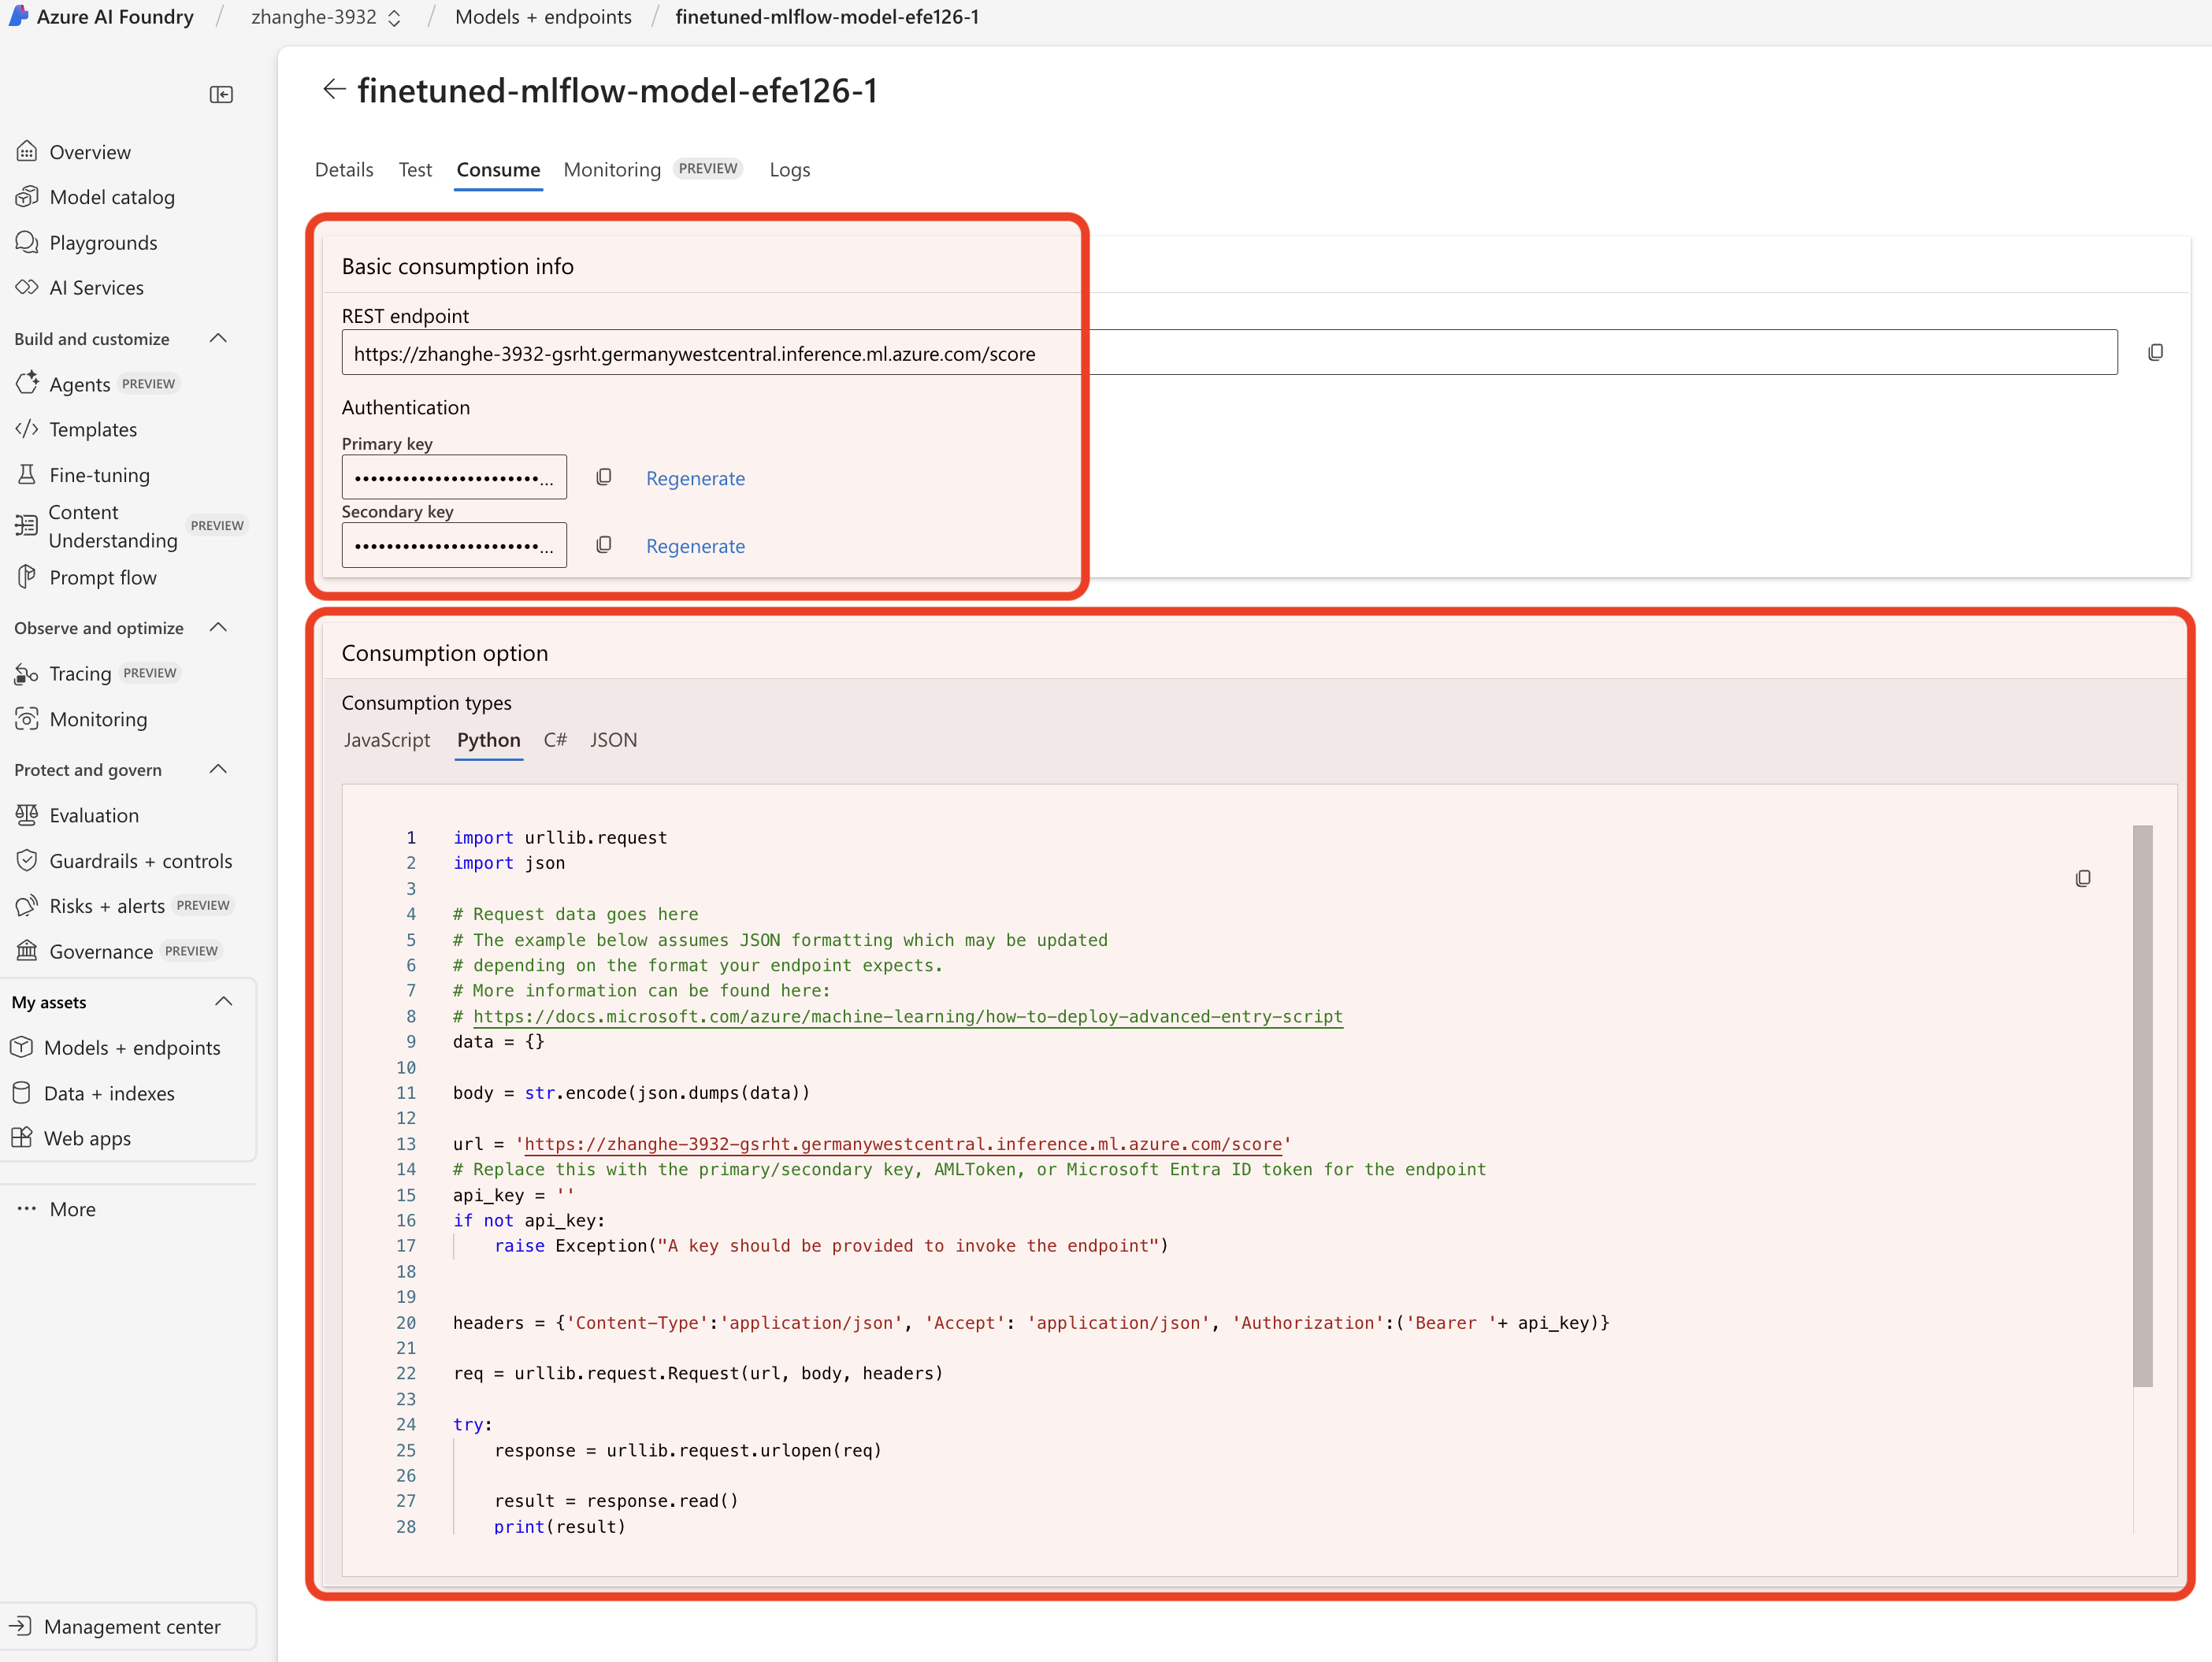 Azure AI Foundry / zhanghe-3932 / Models + endpoints / finetuned-mlflow-model-efe126-1
Overview
Model catalog
Playgrounds
AI Services
Build and customize
Agents PREVIEW
Templates
Fine-tuning
Content Understanding PREVIEW
Prompt flow
Observe and optimize
Tracing PREVIEW
Monitoring
Protect and govern
Evaluation
Guardrails + controls
Risks + alerts PREVIEW
Governance PREVIEW
My assets
Models + endpoints
Data + indexes
Web apps
More
Management center
finetuned-mlflow-model-efe126-1
Details Test Consume Monitoring PREVIEW Logs
Basic consumption info
REST endpoint
https://zhanghe-3932-gsrht.germanywestcentral.inference.ml.azure.com/score
Authentication
Primary key
••••••••••••••••••••••• ...
Regenerate
Secondary key
••••••••••••••••••••••• ...
Regenerate
Consumption option
Consumption types
JavaScript Python C# JSON
1 import urllib.request
2 import json
3
4 # Request data goes here
5 # The example below assumes JSON formatting which may be updated
6 # depending on the format your endpoint expects.
7 # More information can be found here:
8 # https://docs.microsoft.com/azure/machine-learning/how-to-deploy-advanced-entry-script
9 data = {}
10
11 body = str.encode(json.dumps(data))
12
13 url = 'https://zhanghe-3932-gsrht.germanywestcentral.inference.ml.azure.com/score'
14 # Replace this with the primary/secondary key, AMLToken, or Microsoft Entra ID token for the endpoint
15 api_key = ''
16 if not api_key:
17     raise Exception("A key should be provided to invoke the endpoint")
18
19
20 headers = {'Content-Type':'application/json', 'Accept': 'application/json', 'Authorization':('Bearer '+ api_key)}
21
22 req = urllib.request.Request(url, body, headers)
23
24 try:
25     response = urllib.request.urlopen(req)
26
27     result = response.read()
28     print(result)